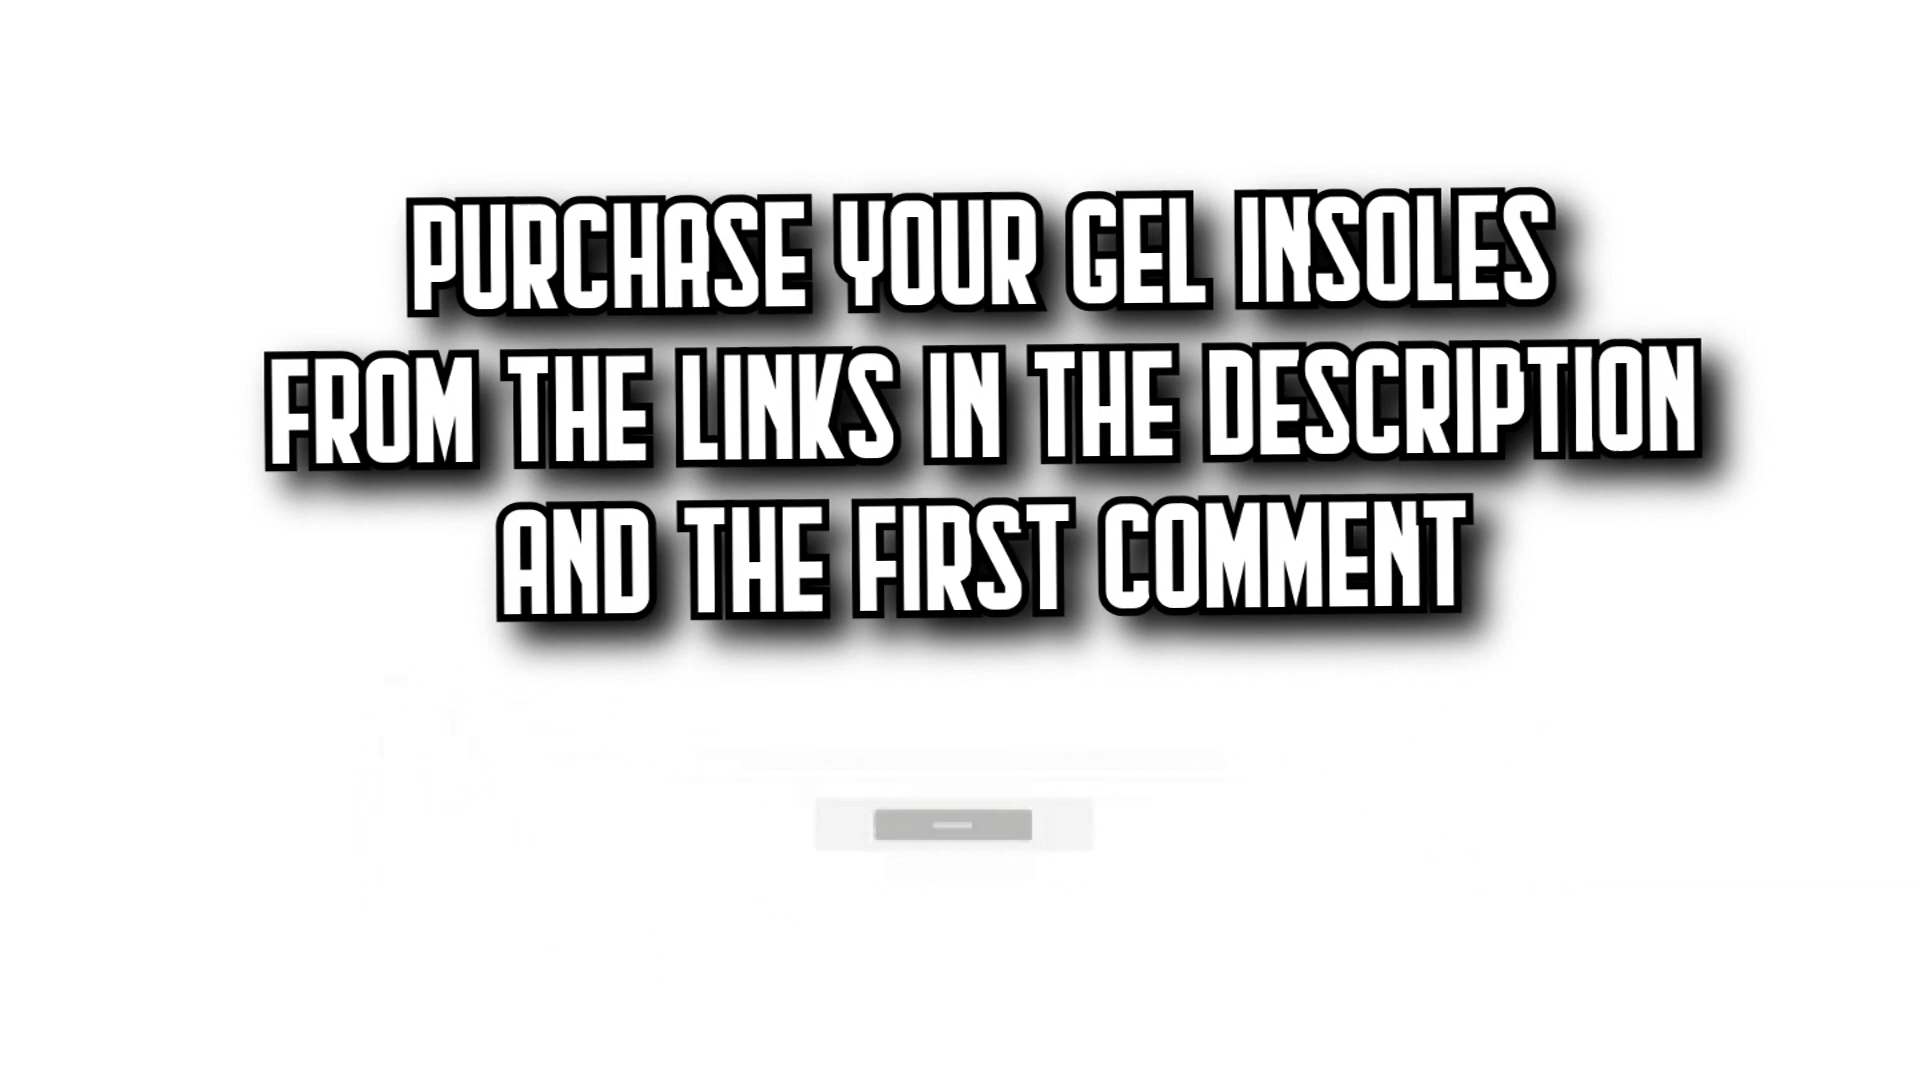 PURCHASE YOUR GEL INSOLES
FROM THE LINKS IN THE DESCRIPTION
AND THE FIRST COMMENT